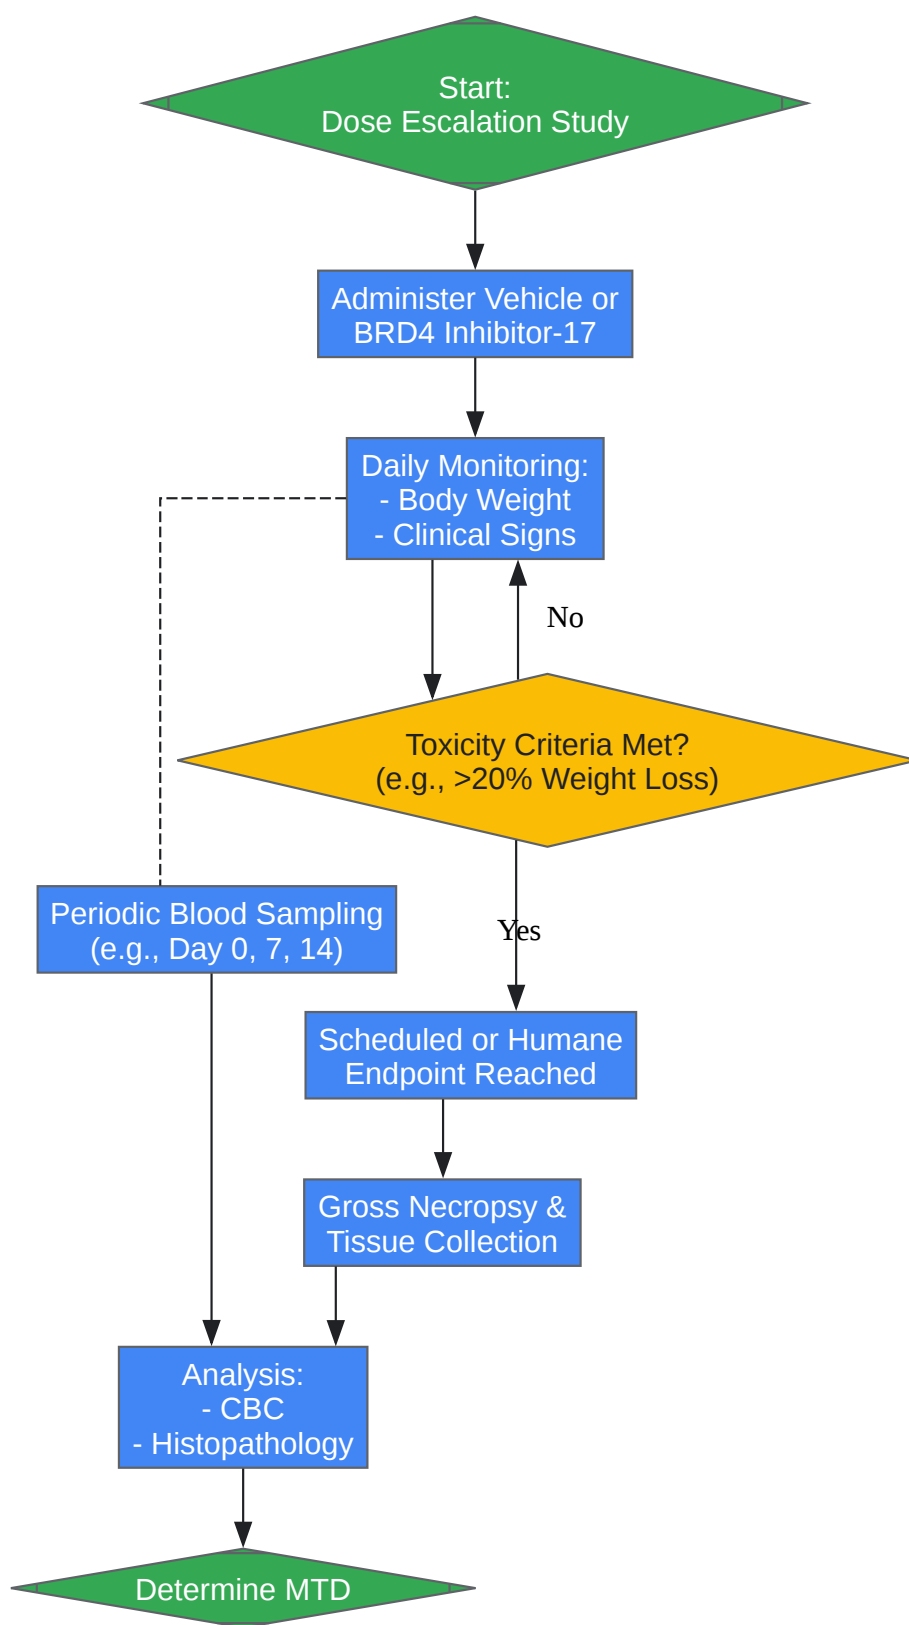 Start:
Dose Escalation Study
Administer Vehicle or
BRD4 Inhibitor-17
Daily Monitoring:
- Body Weight
- Clinical Signs
No
Toxicity Criteria Met?
(e.g., >20% Weight Loss)
Periodic Blood Sampling
(e.g., Day 0, 7, 14)
Yes
Scheduled or Humane
Endpoint Reached
Gross Necropsy &
Tissue Collection
Analysis:
- CBC
- Histopathology
Determine MTD